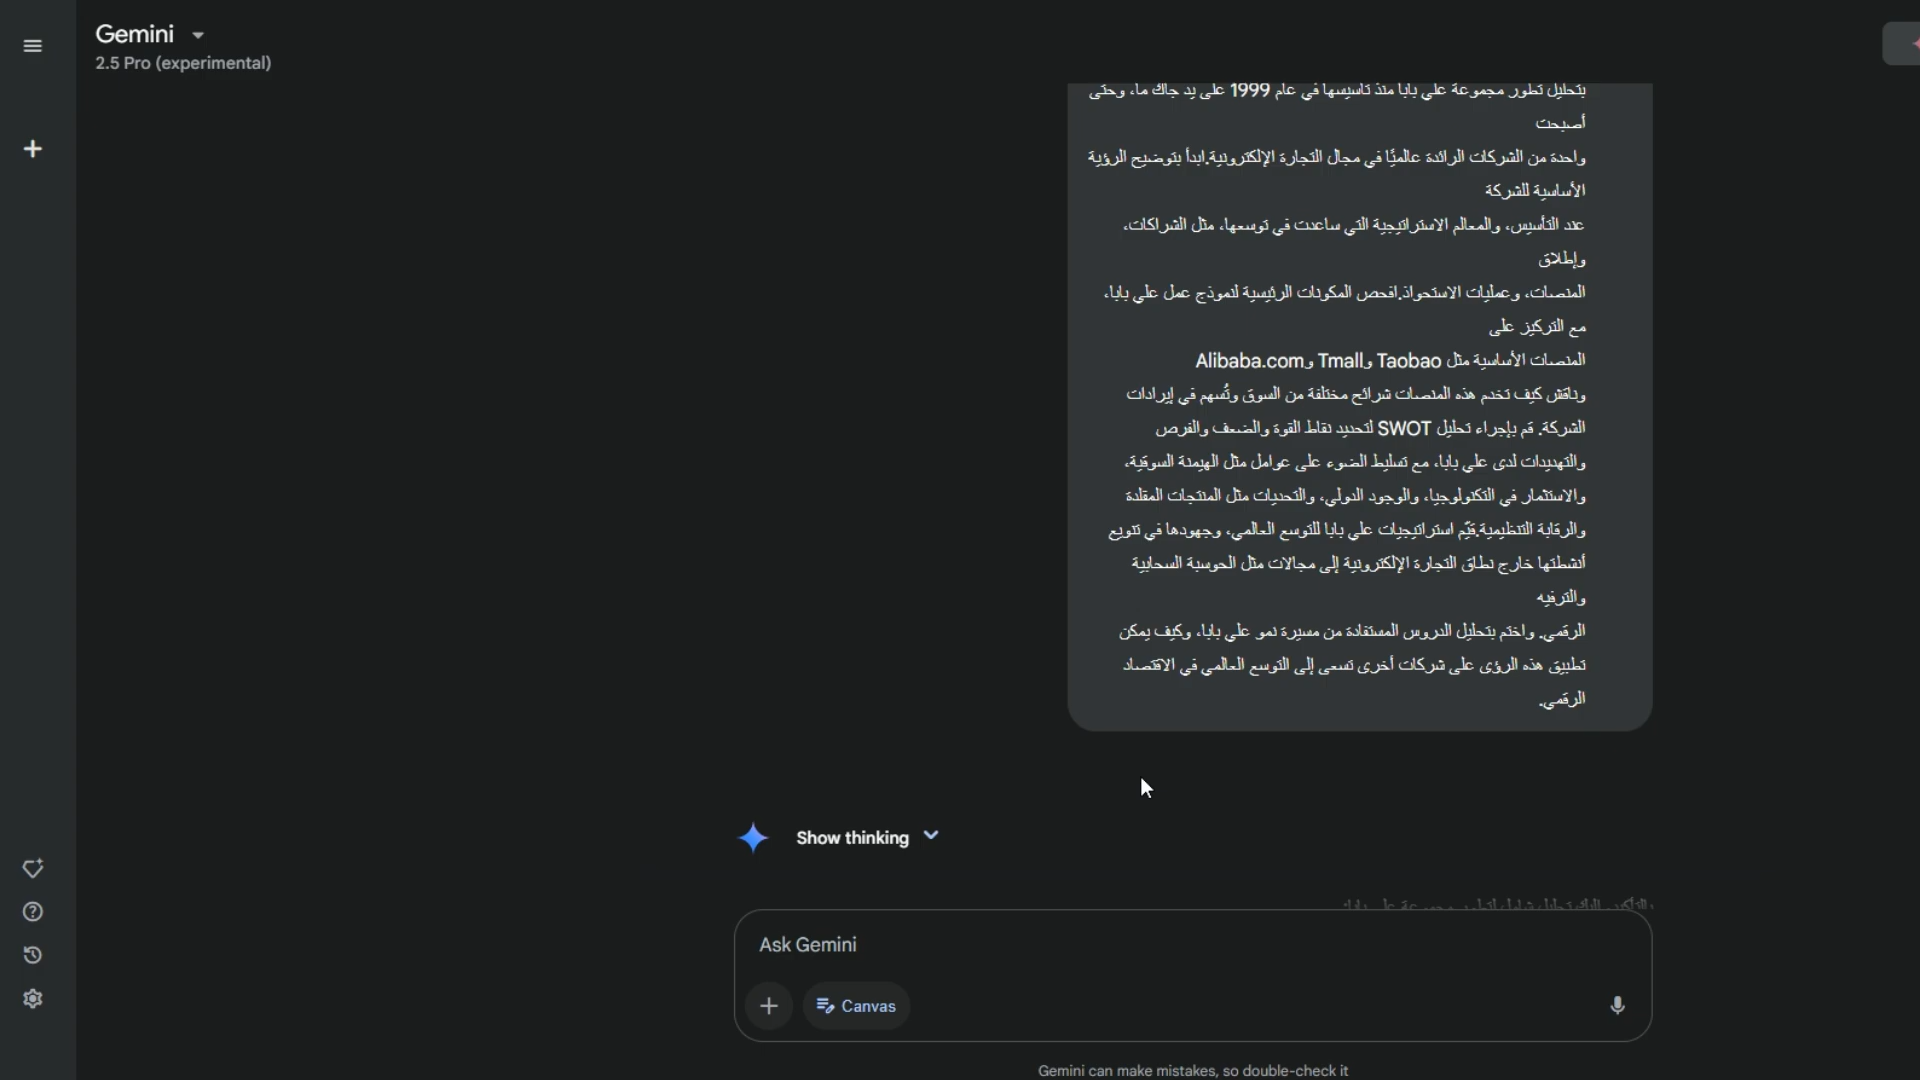 Gemini
2.5 Pro (experimental)
بتحليل تطور مجموعة علي بابا منذ تأسيسها في عام 1999 على يد جاك ما، وحتى
أصبحت
واحدة من الشركات الرائدة عالميًا في مجال التجارة الإلكترونية.ابدأ بتوضيح الرؤية
الأساسية للشركة
عند التأسيس، والمعالم الاستراتيجية التي ساعدت في توسعها، مثل الشراكات،
وإطلاق
المنصات، وعمليات الاستحواذ.افحص المكونات الرئيسية لنموذج عمل علي بابا،
مع التركيز على
المنصات الأساسية مثل Taobao وTmall وAlibaba.com
وناقش كيف تخدم هذه المنصات شرائح مختلفة من السوق وتُسهم في إيرادات
الشركة. قم بإجراء تحليل SWOT لتحديد نقاط القوة والضعف والفرص
والتهديدات لدى علي بابا، مع تسليط الضوء على عوامل مثل الهيمنة السوقية،
والاستثمار في التكنولوجيا، والوجود الدولي، والتحديات مثل المنتجات المقلدة
والرقابة التنظيمية.قيّم استراتيجيات علي بابا للتوسع العالمي، وجهودها في تنويع
أنشطتها خارج نطاق التجارة الإلكترونية إلى مجالات مثل الحوسبة السحابية
والترفيه
الرقمي. واختم بتحليل الدروس المستفادة من مسيرة نمو علي بابا، وكيف يمكن
تطبيق هذه الرؤى على شركات أخرى تسعى إلى التوسع العالمي في الاقتصاد
الرقمي.
Show thinking
Ask Gemini
Canvas
Gemini can make mistakes, so double-check it